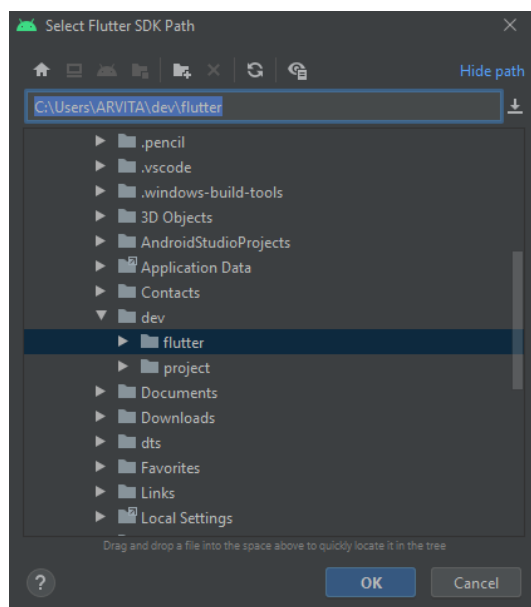 Select Flutter SDK Path
Hide path
C:\Users\ARVITA\dev\flutter
.pencil
.vscode
.windows-build-tools
3D Objects
AndroidStudioProjects
Application Data
Contacts
dev
flutter
project
Documents
Downloads
dts
Favorites
Links
Local Settings
Drag and drop a file into the space above to quickly locate it in the tree
?
OK
Cancel